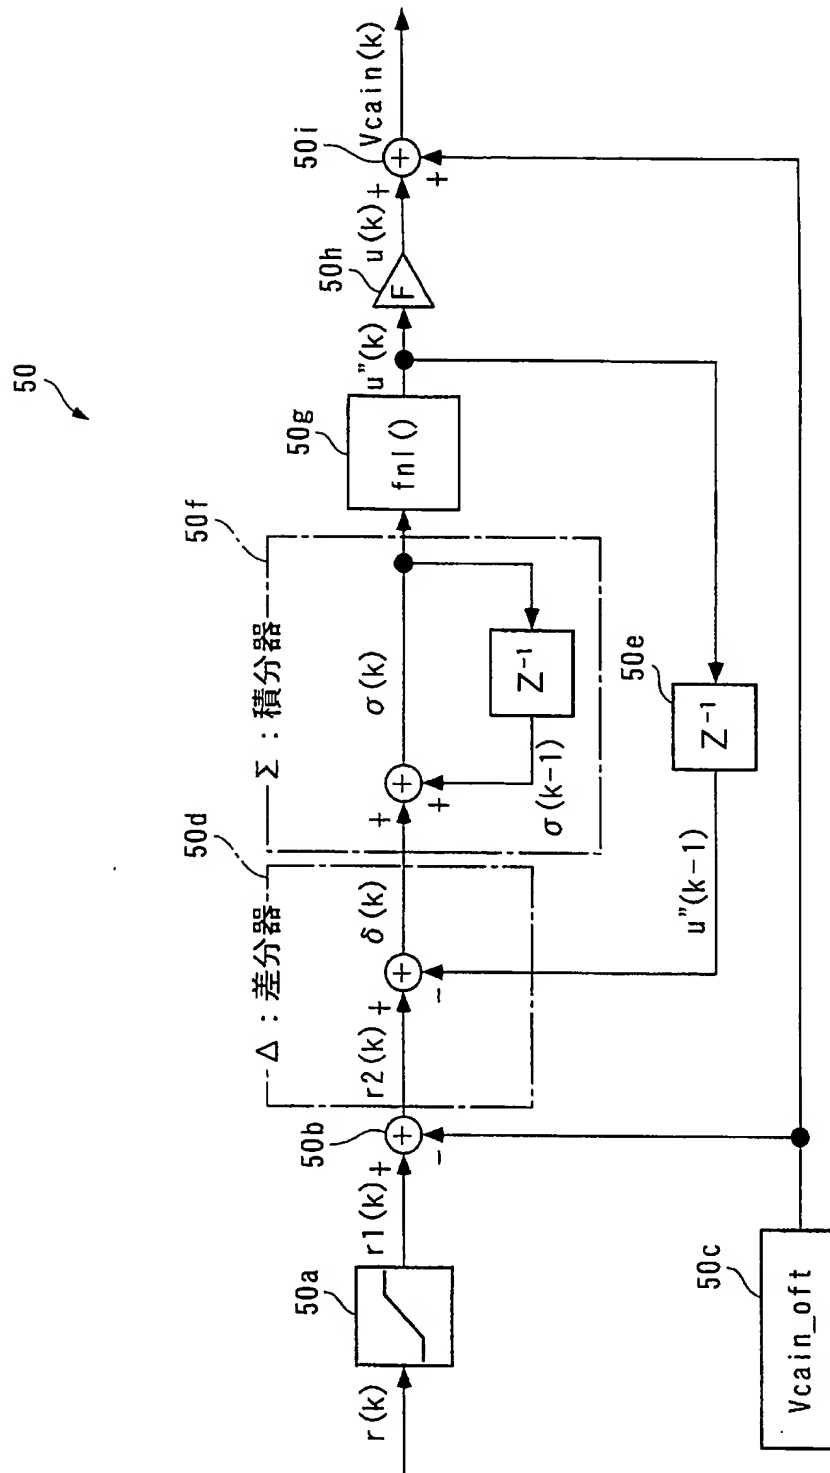 50
r(k)
50a
r1(k)
+
50b
+
-
Δ:差分器
50d
r2(k)
+
+
-
δ(k)
Σ:積分器
50f
+
+
+
σ(k)
Z-1
σ(k-1)
50g
fnl()
u"(k)
50h
F
u(k)
+
50i
+
+
Vcain(k)
50e
Z-1
u"(k-1)
50c
Vcain_oft